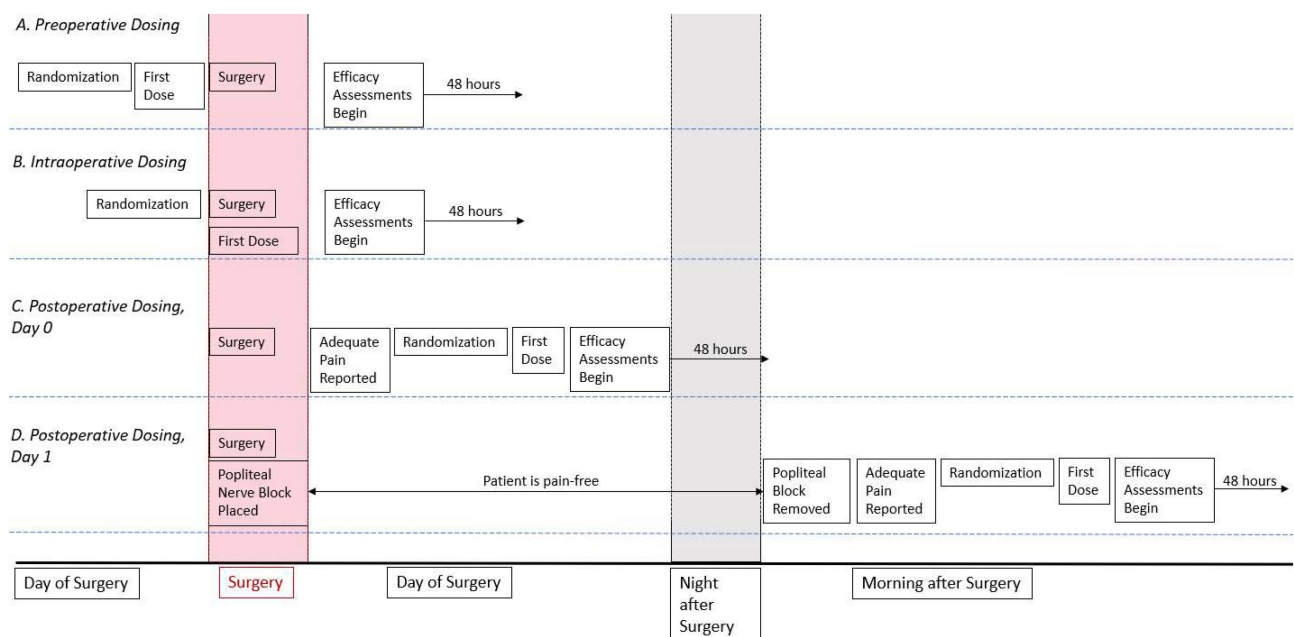 A. Preoperative Dosing
Randomization
First
Dose
Surgery
Efficacy
Assessments
Begin
48 hours
B. Intraoperative Dosing
Randomization
Surgery
First Dose
Efficacy
Assessments
Begin
48 hours
C. Postoperative Dosing,
Day 0
Surgery
Adequate
Pain
Reported
Randomization
First
Dose
Efficacy
Assessments
Begin
48 hours
D. Postoperative Dosing,
Day 1
Surgery
Popliteal
Nerve Block
Placed
Patient is pain-free
Popliteal
Block
Removed
Adequate
Pain
Reported
Randomization
First
Dose
Efficacy
Assessments
Begin
48 hours
Day of Surgery
Surgery
Day of Surgery
Night
after
Surgery
Morning after Surgery